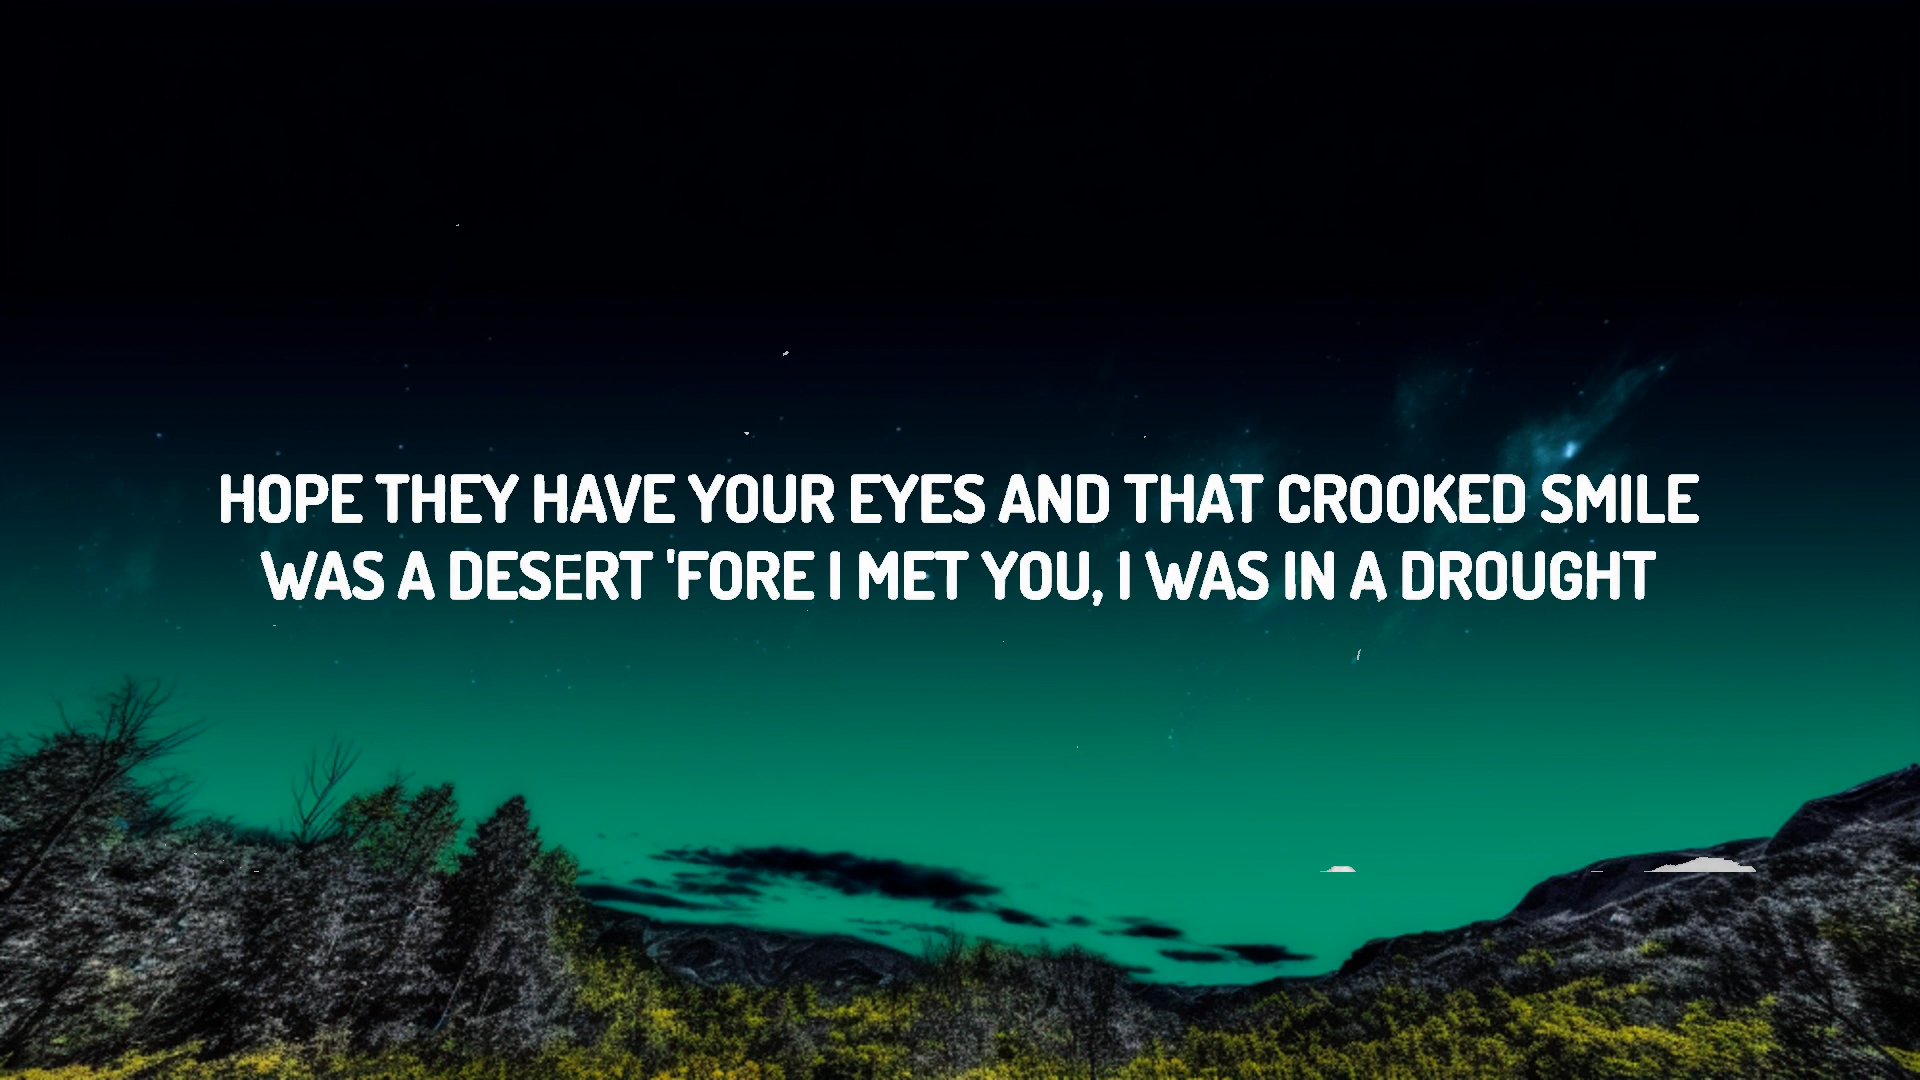 HOPE THEY HAVE YOUR EYES AND THAT CROOKED SMILE
WAS A DESERT 'FORE I MET YOU, I WAS IN A DROUGHT